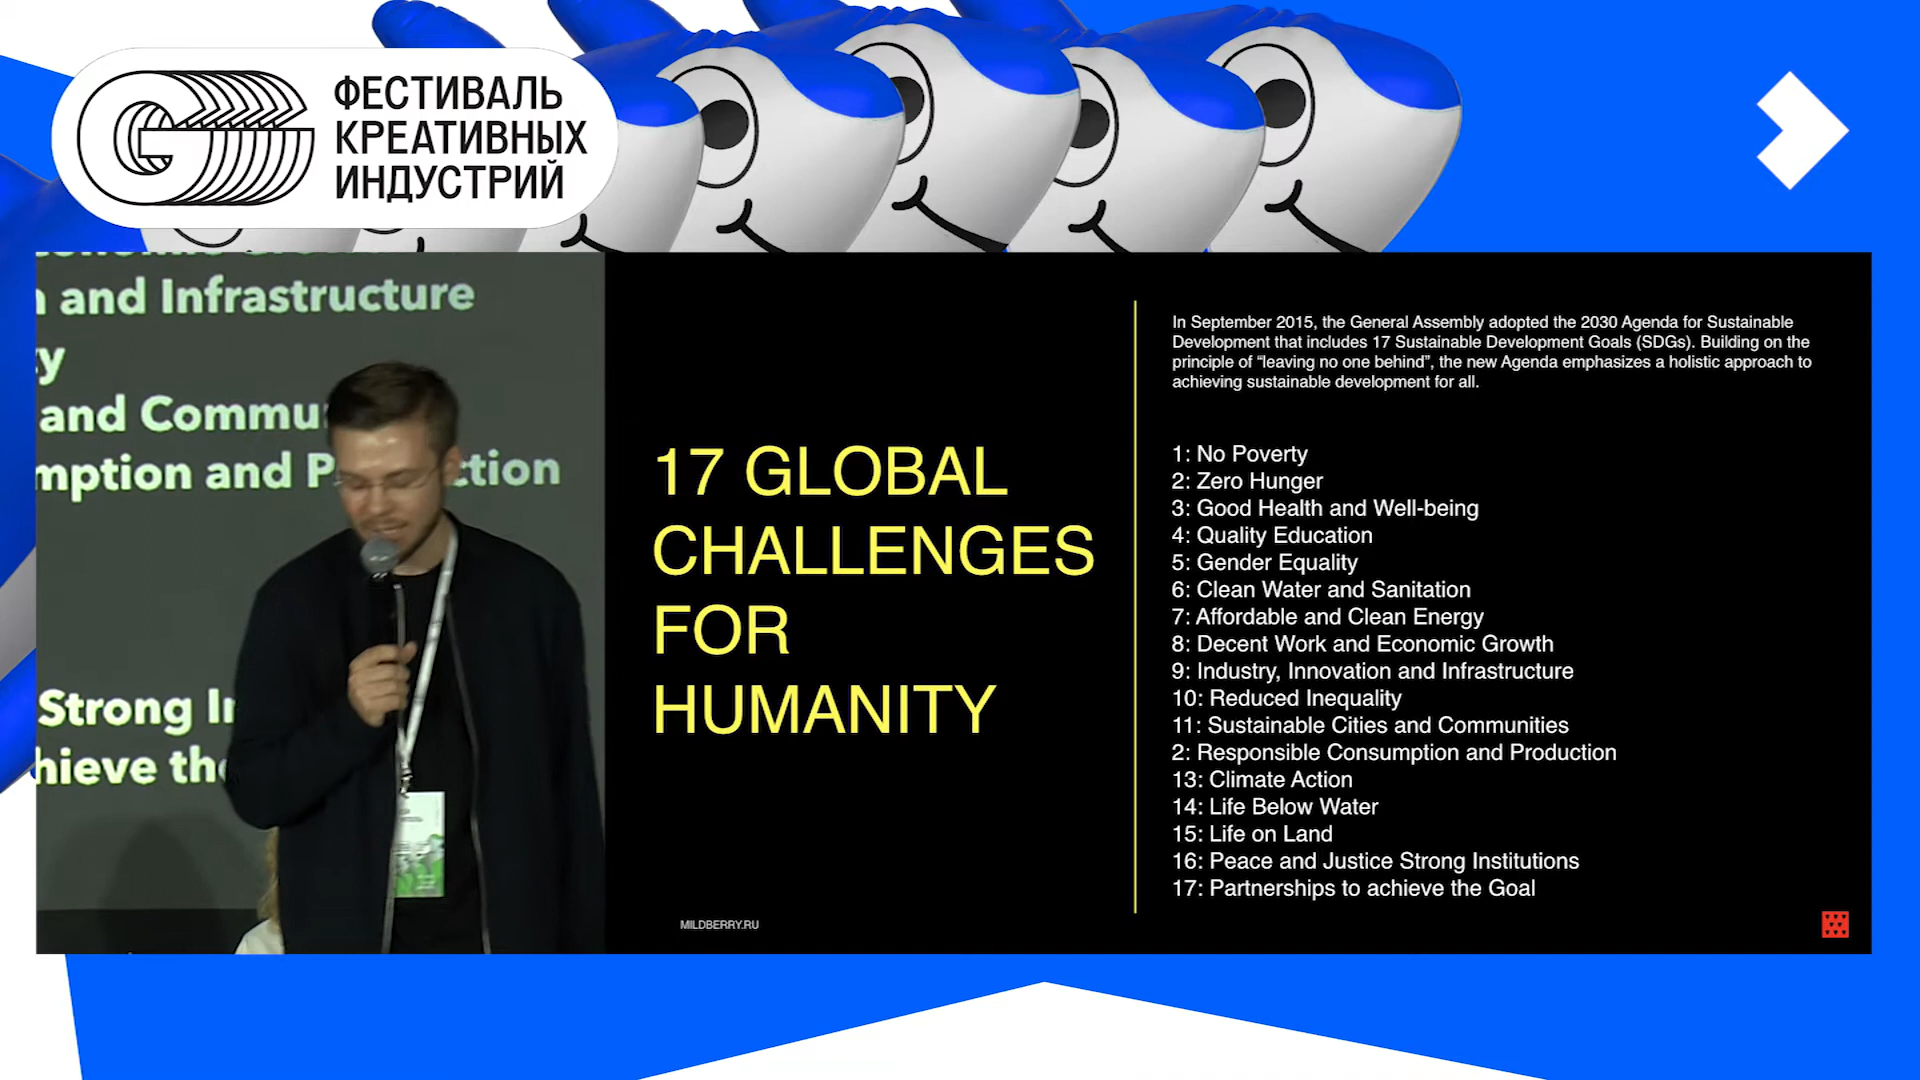 ФЕСТИВАЛЬ
КРЕАТИВНЫХ
ИНДУСТРИЙ
and Infrastructure
and
mption and
ction
Strong
hieve
17 GLOBAL
CHALLENGES
FOR
HUMANITY
MILDBERRY.RU
In September 2015, the General Assembly adopted the 2030 Agenda for Sustainable
Development that includes 17 Sustainable Development Goals (SDGs). Building on the
principle of “leaving no one behind”, the new Agenda emphasizes a holistic approach to
achieving sustainable development for all.
1: No Poverty
2: Zero Hunger
3: Good Health and Well-being
4: Quality Education
5: Gender Equality
6: Clean Water and Sanitation
7: Affordable and Clean Energy
8: Decent Work and Economic Growth
9: Industry, Innovation and Infrastructure
10: Reduced Inequality
11: Sustainable Cities and Communities
2: Responsible Consumption and Production
13: Climate Action
14: Life Below Water
15: Life on Land
16: Peace and Justice Strong Institutions
17: Partnerships to achieve the Goal